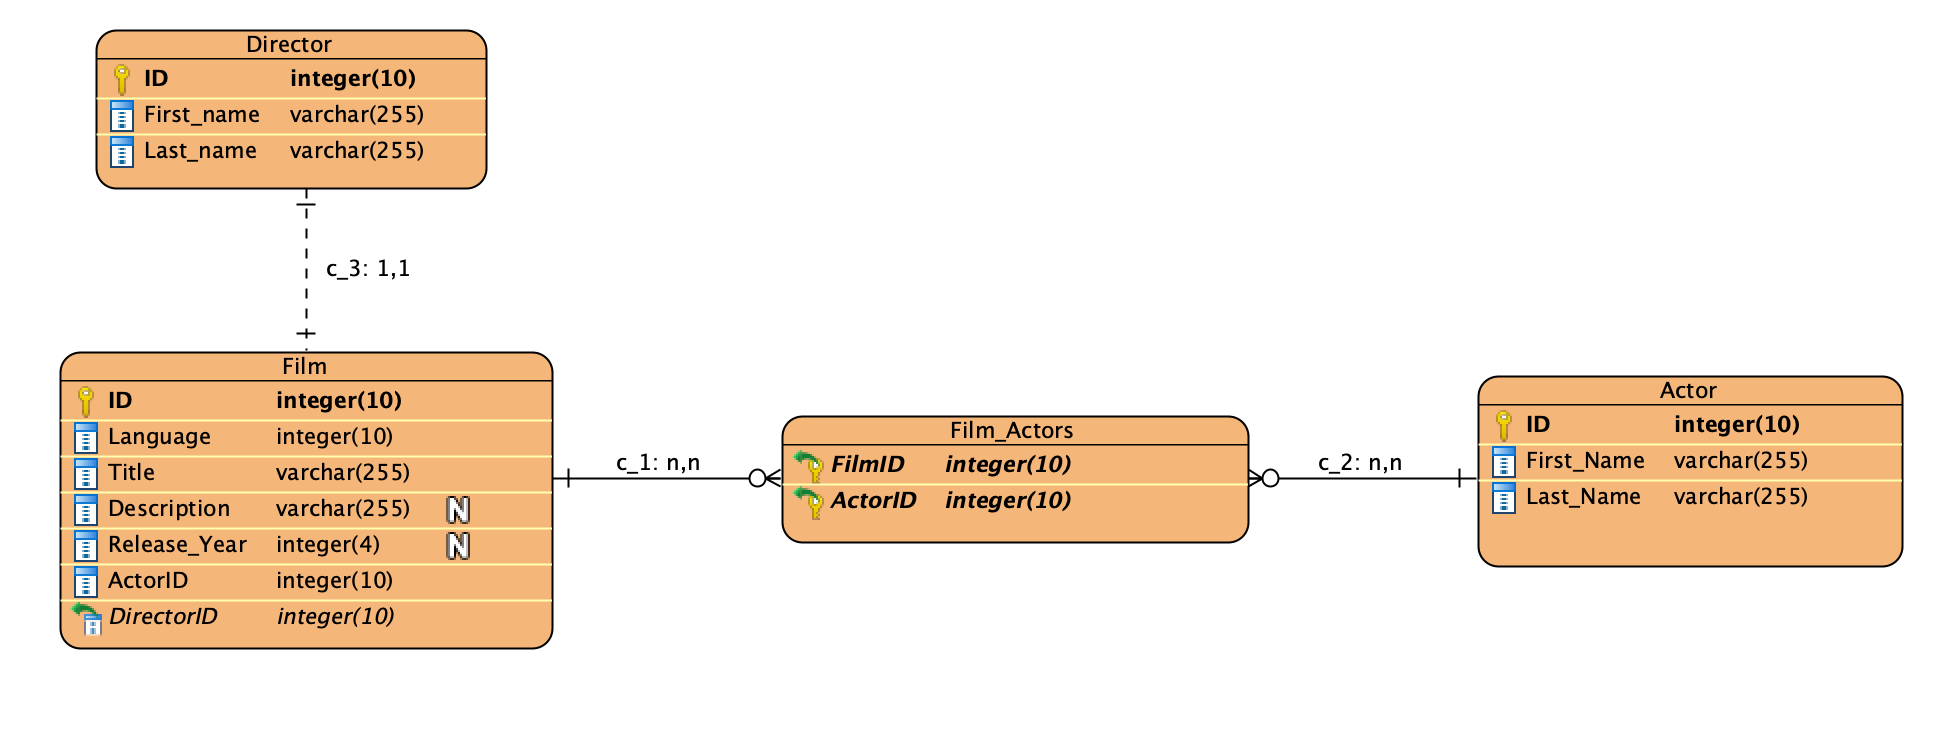 Director
ID integer(10)
First_name varchar(255)
Last_name varchar(255)
c_3: 1,1
Film
ID integer(10)
Language integer(10)
Title varchar(255)
Description varchar(255) N
Release_Year integer(4) N
ActorID integer(10)
DirectorID integer(10)
c_1: n,n
Film_Actors
FilmID integer(10)
ActorID integer(10)
c_2: n,n
Actor
ID integer(10)
First_Name varchar(255)
Last_Name varchar(255)